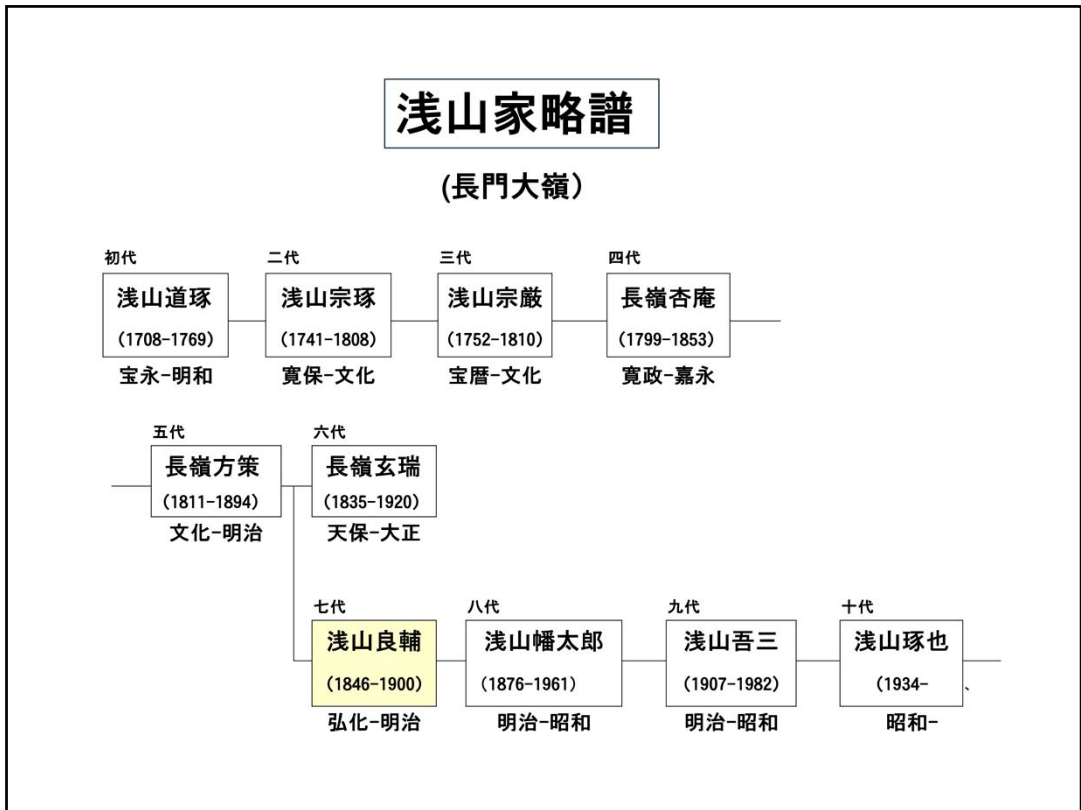 浅山家略譜
(長門大嶺）
初代
浅山道琢
(1708-1769)
宝永-明和
二代
浅山宗琢
(1741-1808)
寛保-文化
三代
浅山宗厳
(1752-1810)
宝暦-文化
四代
長嶺杏庵
(1799-1853)
寛政-嘉永
五代
長嶺方策
(1811-1894)
文化-明治
六代
長嶺玄瑞
(1835-1920)
天保-大正
七代
浅山良輔
(1846-1900)
弘化-明治
八代
浅山幡太郎
(1876-1961)
明治-昭和
九代
浅山吾三
(1907-1982)
明治-昭和
十代
浅山琢也
(1934- 、
昭和-